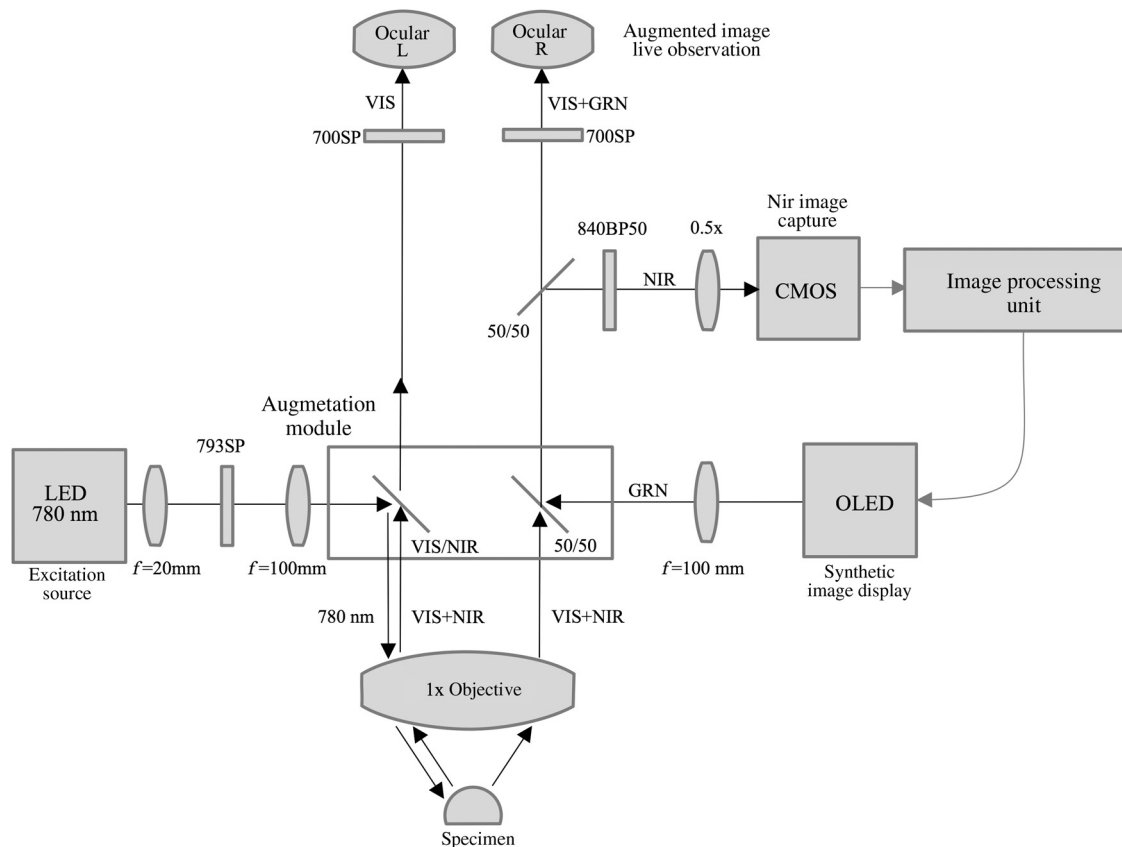 Ocular
L
Ocular
R
Augmented image
live observation
VIS
VIS+GRN
700SP
700SP
Nir image
capture
840BP50
0.5x
NIR
CMOS
Image processing
unit
50/50
Augmetation
module
793SP
LED
780 nm
GRN
OLED
VIS/NIR
50/50
f=20mm
f=100mm
f=100 mm
Excitation
source
Synthetic
image display
780 nm
VIS+NIR
VIS+NIR
1x Objective
Specimen